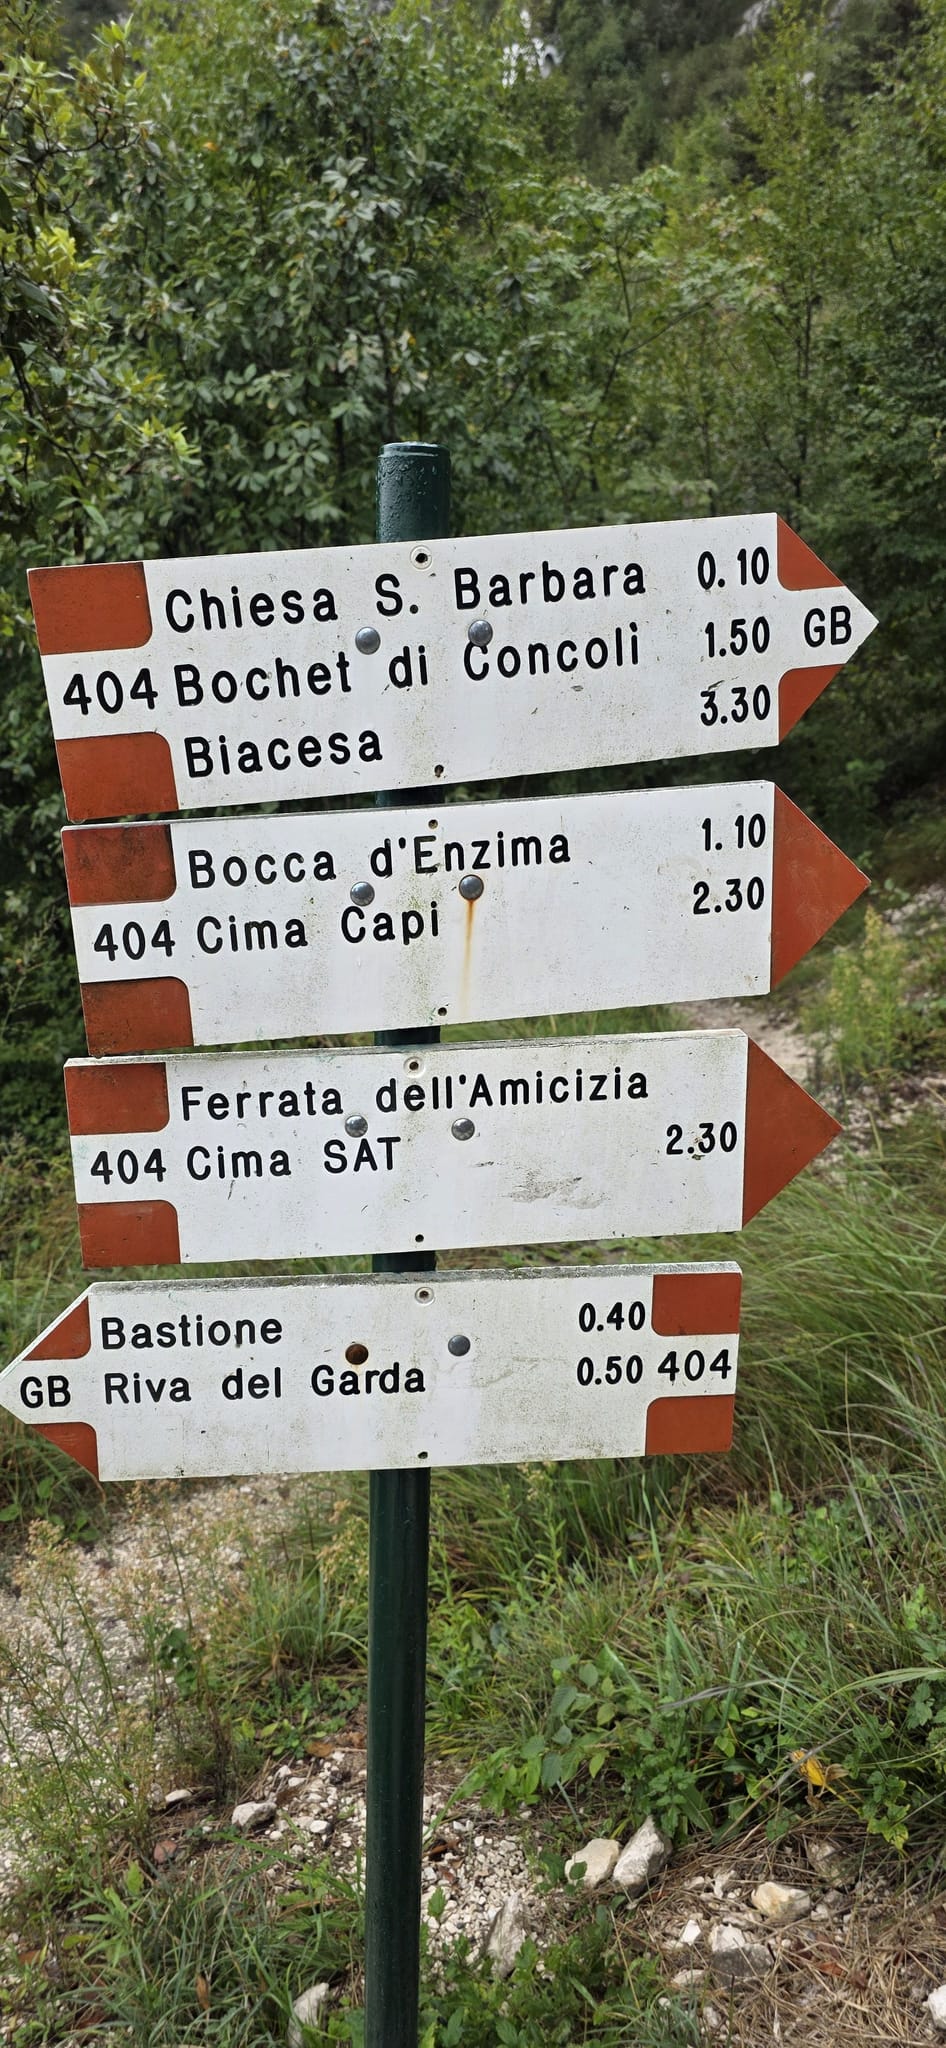 Chiesa S. Barbara 0.10
404 Bochet di Concoli 1.50 GB
Biacesa 3.30
Bocca d'Enzima 1.10
404 Cima Capi 2.30
Ferrata dell'Amicizia
404 Cima SAT 2.30
Bastione 0.40
GB Riva del Garda 0.50 404